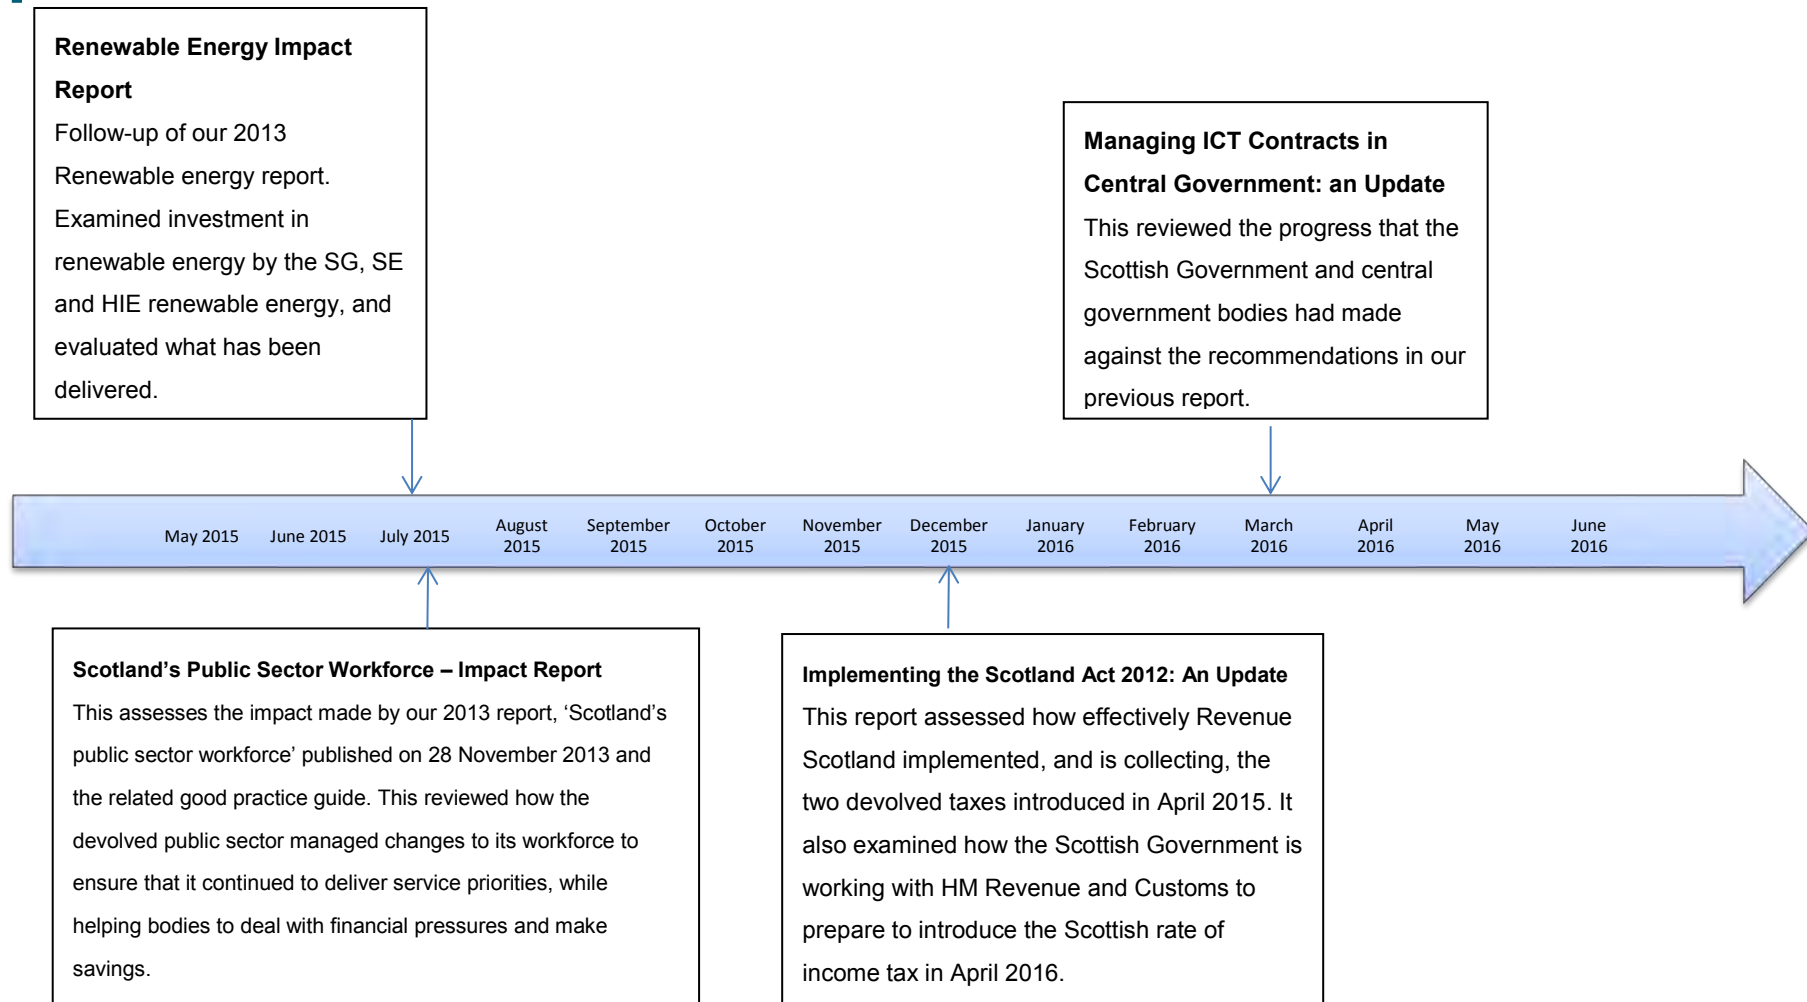 Renewable Energy Impact
Report
Follow-up of our 2013
Renewable energy report.
Examined investment in
renewable energy by the SG, SE
and HIE renewable energy, and
evaluated what has been
delivered.
Managing ICT Contracts in
Central Government: an Update
This reviewed the progress that the
Scottish Government and central
government bodies had made
against the recommendations in our
previous report.
May 2015
June 2015
July 2015
August
2015
September
2015
October
2015
November
2015
December
2015
January
2016
February
2016
March
2016
April
2016
May
2016
June
2016
Scotland’s Public Sector Workforce – Impact Report
This assesses the impact made by our 2013 report, ‘Scotland’s
public sector workforce’ published on 28 November 2013 and
the related good practice guide. This reviewed how the
devolved public sector managed changes to its workforce to
ensure that it continued to deliver service priorities, while
helping bodies to deal with financial pressures and make
savings.
Implementing the Scotland Act 2012: An Update
This report assessed how effectively Revenue
Scotland implemented, and is collecting, the
two devolved taxes introduced in April 2015. It
also examined how the Scottish Government is
working with HM Revenue and Customs to
prepare to introduce the Scottish rate of
income tax in April 2016.